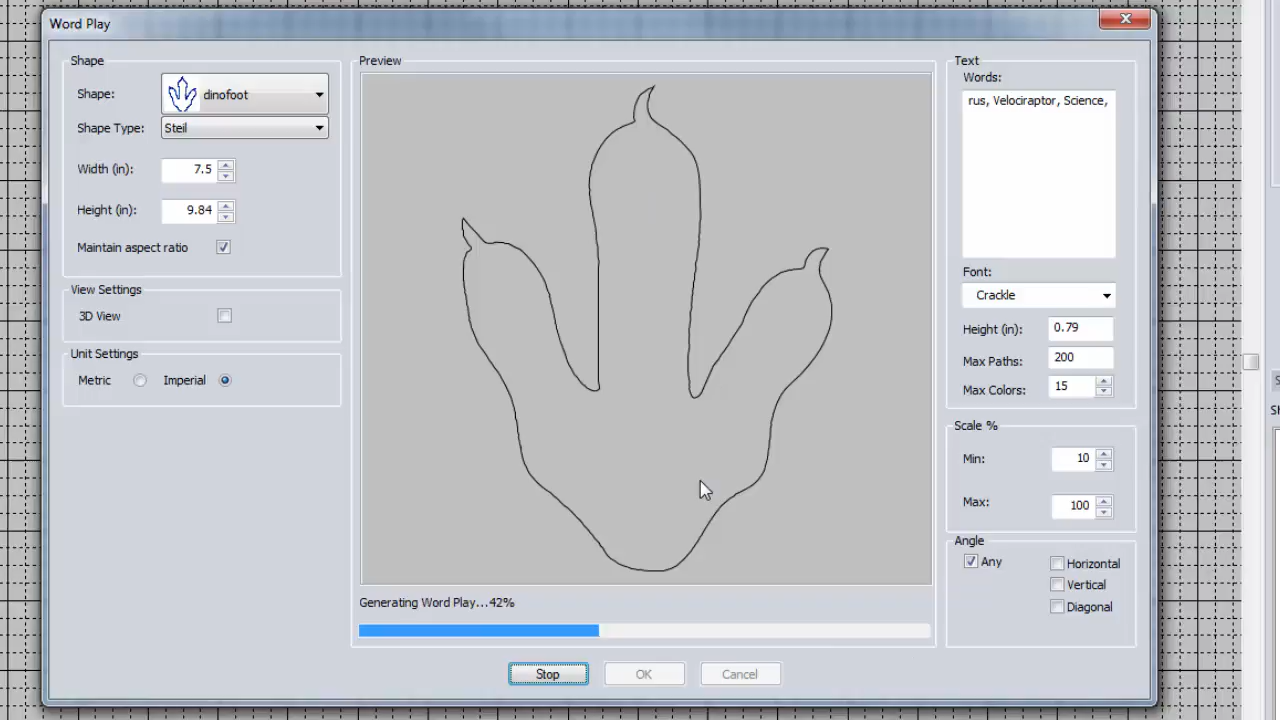 Word Play
Shape
Shape:
dinofoot
Shape Type:
Steil
Width (in):
7.5
Height (in):
9.84
Maintain aspect ratio
View Settings
3D View
Unit Settings
Metric
Imperial
Preview
Generating Word Play...42%
Stop
OK
Cancel
Text
Words:
rus, Velociraptor, Science,
Font:
Crackle
Height (in):
0.79
Max Paths:
200
Max Colors:
15
Scale %
Min:
10
Max:
100
Angle
Any
Horizontal
Vertical
Diagonal